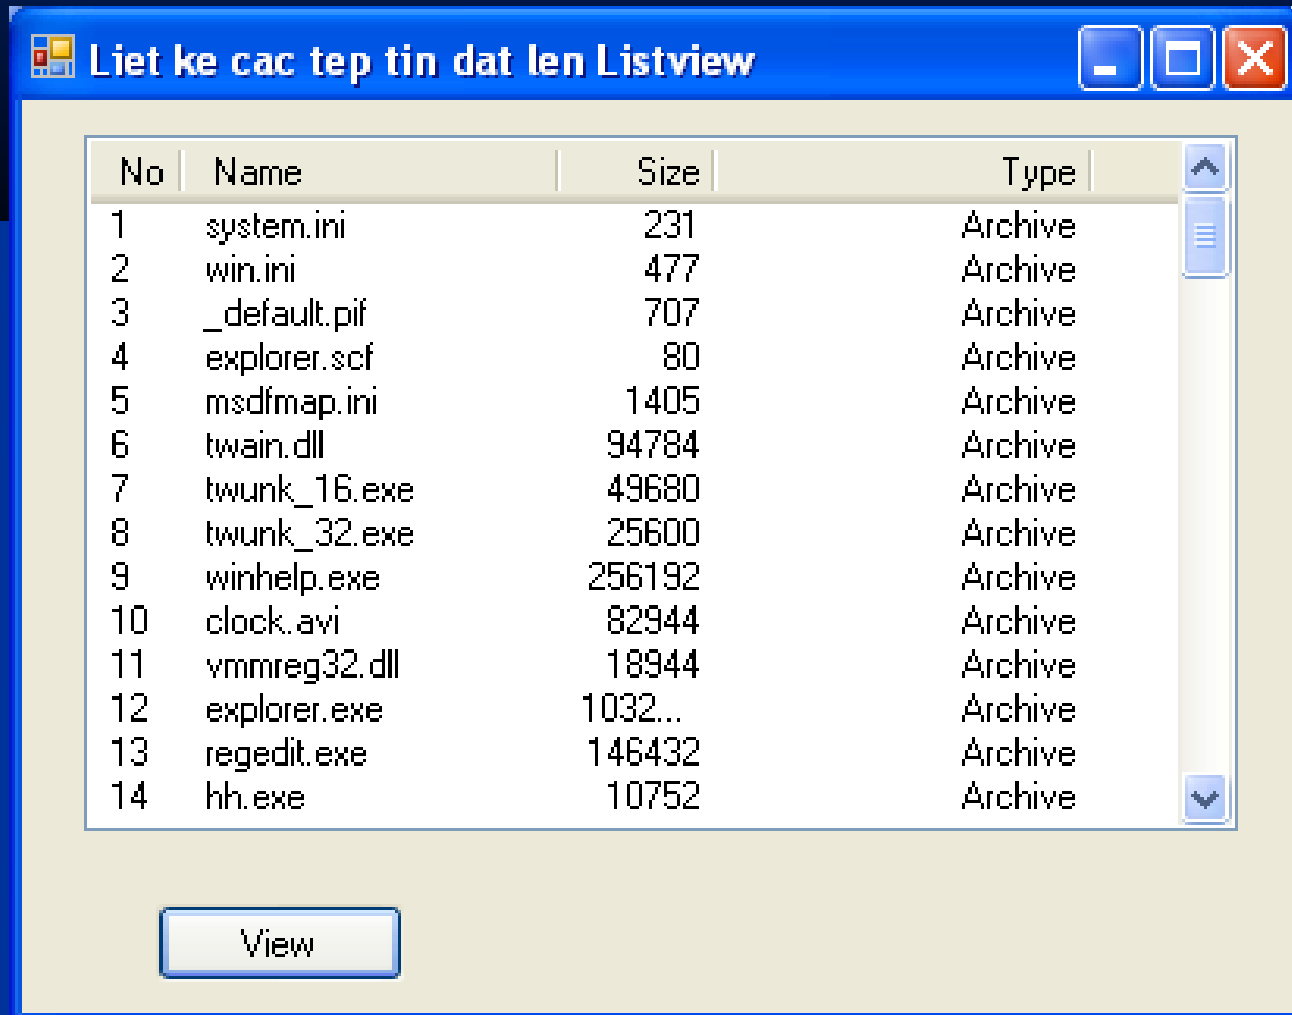 Liet ke cac tep tin dat len Listview
No Name Size Type
1 system.ini 231 Archive
2 win.ini 477 Archive
3 _default.pif 707 Archive
4 explorer.scf 80 Archive
5 msdfmap.ini 1405 Archive
6 twain.dll 94784 Archive
7 twunk_16.exe 49680 Archive
8 twunk_32.exe 25600 Archive
9 winhelp.exe 256192 Archive
10 clock.avi 82944 Archive
11 vmmreg32.dll 18944 Archive
12 explorer.exe 1032... Archive
13 regedit.exe 146432 Archive
14 hh.exe 10752 Archive
View